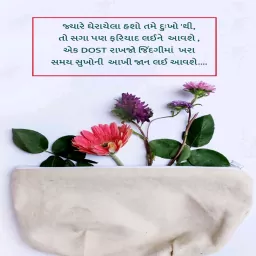 જ્યારે ઘેરાયેલા હશો તમે દુઃખો 'થી,
તો સગા પણ ફરિયાદ લઈને આવશે ,
એક DOST રાખજો જિંદગીમાં ખરા
સમય સુખોની આખી જાન લઈ આવશે....